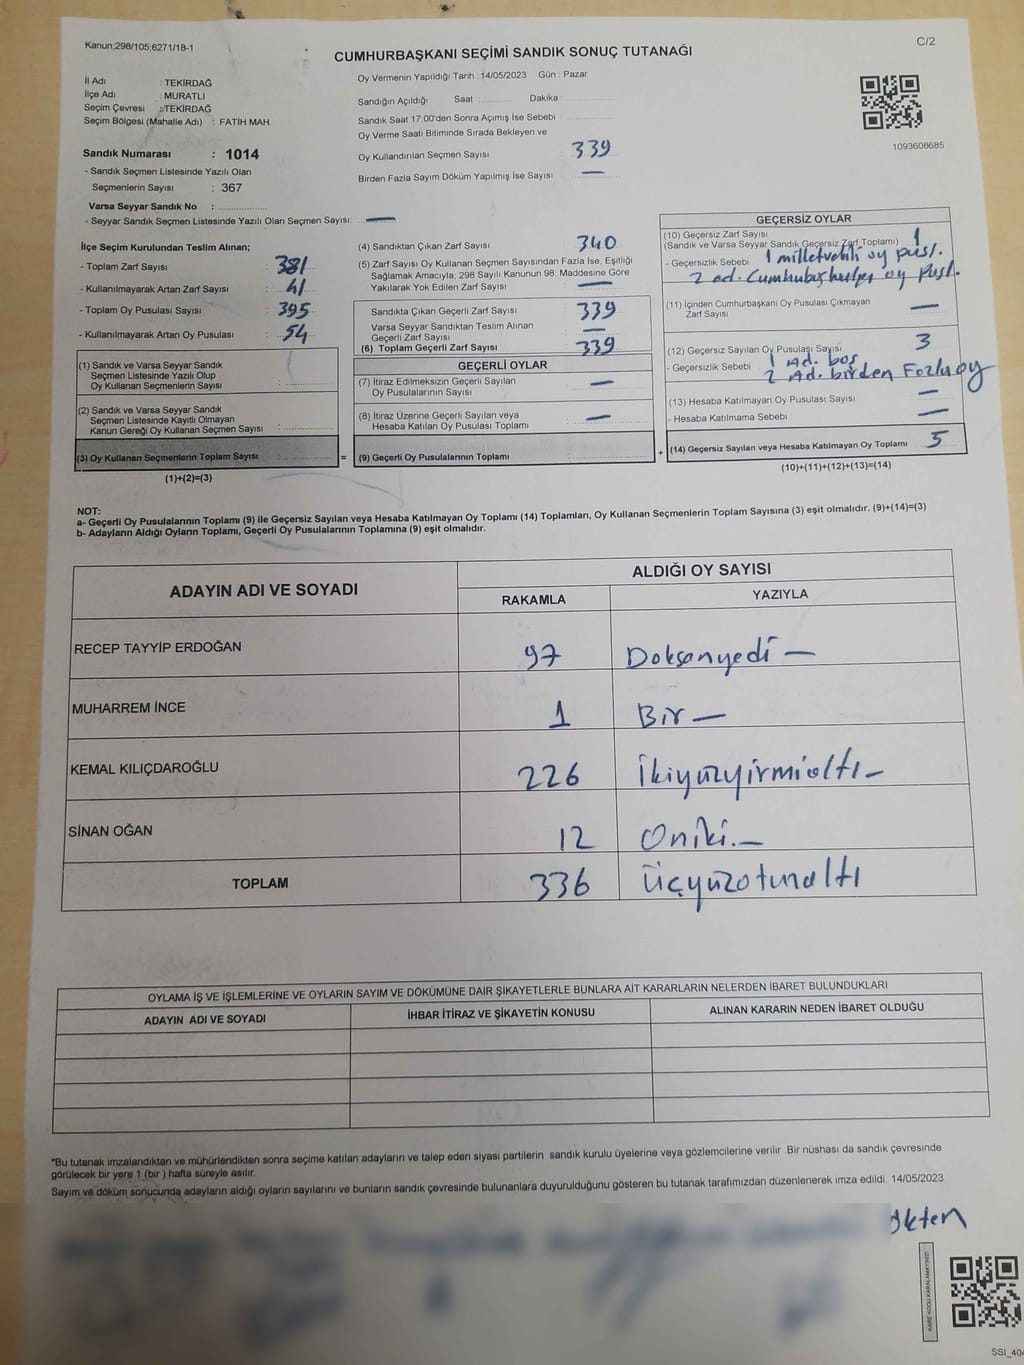 Kanun;298/105;6271/18-1
C/2
CUMHURBAŞKANI SEÇİMİ SANDIK SONUÇ TUTANAĞI
İl Adı : TEKİRDAĞ
İlçe Adı : MURATLI
Seçim Çevresi : TEKİRDAĞ
Seçim Bölgesi (Mahalle Adı) : FATİH MAH.
Sandık Numarası : 1014
- Sandık Seçmen Listesinde Yazılı Olan
Seçmenlerin Sayısı : 367
Varsa Seyyar Sandık No :
- Seyyar Sandık Seçmen Listesinde Yazılı Olan Seçmen Sayısı: —
Oy Vermenin Yapıldığı Tarih : 14/05/2023 Gün : Pazar
Sandığın Açıldığı Saat Dakika
Sandık Saat 17.00'den Sonra Açımış İse Sebebi
Oy Verme Saati Bitiminde Sırada Bekleyen ve
Oy Kullandırılan Seçmen Sayısı 339
Birden Fazla Sayım Döküm Yapılmış İse Sayısı —
1093608685
İlçe Seçim Kurulundan Teslim Alınan;
- Toplam Zarf Sayısı 381
- Kullanılmayarak Artan Zarf Sayısı 41
- Toplam Oy Pusulası Sayısı 395
- Kullanılmayarak Artan Oy Pusulası 54
(1) Sandık ve Varsa Seyyar Sandık
Seçmen Listesinde Yazılı Olup
Oy Kullanan Seçmenlerin Sayısı
(2) Sandık ve Varsa Seyyar Sandık
Seçmen Listesinde Kayıtlı Olmayan
Kanun Gereği Oy Kullanan Seçmen Sayısı
(3) Oy Kullanan Seçmenlerin Toplam Sayısı
(1)+(2)=(3)
(4) Sandıktan Çıkan Zarf Sayısı 340
(5) Zarf Sayısı Oy Kullanan Seçmen Sayısından Fazla İse, Eşitliği
Sağlamak Amacıyla; 298 Sayılı Kanunun 98. Maddesine Göre
Yakılarak Yok Edilen Zarf Sayısı —
Sandıkta Çıkan Geçerli Zarf Sayısı 339
Varsa Seyyar Sandıktan Teslim Alınan
Geçerli Zarf Sayısı —
(6) Toplam Geçerli Zarf Sayısı 339
GEÇERLİ OYLAR
(7) İtiraz Edilmeksizin Geçerli Sayılan
Oy Pusulalarının Sayısı —
(8) İtiraz Üzerine Geçerli Sayılan veya
Hesaba Katılan Oy Pusulası Toplamı —
= (9) Geçerli Oy Pusulalarının Toplamı
GEÇERSİZ OYLAR
(10) Geçersiz Zarf Sayısı 1
(Sandık ve Varsa Seyyar Sandık Geçersiz Zarf Toplamı)
- Geçersizlik Sebebi 1 milletvekili oy pusl.
2 ad. Cumhurbaşkanlığı oy Pusl.
(11) İçinden Cumhurbaşkanı Oy Pusulası Çıkmayan
Zarf Sayısı —
(12) Geçersiz Sayılan Oy Pusulası Sayısı 3
1 Ad. boş
- Geçersizlik Sebebi 2 Ad. birden Fazla oy
(13) Hesaba Katılmayan Oy Pusulası Sayısı —
- Hesaba Katılmama Sebebi : —
+ (14) Geçersiz Sayılan veya Hesaba Katılmayan Oy Toplamı 5
(10)+(11)+(12)+(13)=(14)
NOT:
a- Geçerli Oy Pusulalarının Toplamı (9) ile Geçersiz Sayılan veya Hesaba Katılmayan Oy Toplamı (14) Toplamları, Oy Kullanan Seçmenlerin Toplam Sayısına (3) eşit olmalıdır. (9)+(14)=(3)
b- Adayların Aldığı Oyların Toplamı, Geçerli Oy Pusulalarının Toplamına (9) eşit olmalıdır.
ADAYIN ADI VE SOYADI ALDIĞI OY SAYISI
RAKAMLA YAZIYLA
RECEP TAYYİP ERDOĞAN 97 Doksanyedi —
MUHARREM İNCE 1 Bir —
KEMAL KILIÇDAROĞLU 226 İkiyüzyirmialtı —
SİNAN OĞAN 12 Oniki. —
TOPLAM 336 Üçyüzotuzaltı
OYLAMA İŞ VE İŞLEMLERİNE VE OYLARIN SAYIM VE DÖKÜMÜNE DAİR ŞİKAYETLERLE BUNLARA AİT KARARLARIN NELERDEN İBARET BULUNDUKLARI
ADAYIN ADI VE SOYADI İHBAR İTİRAZ VE ŞİKAYETİN KONUSU ALINAN KARARIN NEDEN İBARET OLDUĞU
*Bu tutanak imzalandıktan ve mühürlendikten sonra seçime katılan adayların ve talep eden siyasi partilerin sandık kurulu üyelerine veya gözlemcilerine verilir. Bir nüshası da sandık çevresinde
görülecek bir yere 1 (bir ) hafta süreyle asılır.
Sayım ve döküm sonucunda adayların aldığı oyların sayılarını ve bunların sandık çevresinde bulunanlara duyurulduğunu gösteren bu tutanak tarafımızdan düzenlenerek imza edildi. 14/05/2023
ökten
KARE KODU KARALAMAYINIZ!
SSİ_404